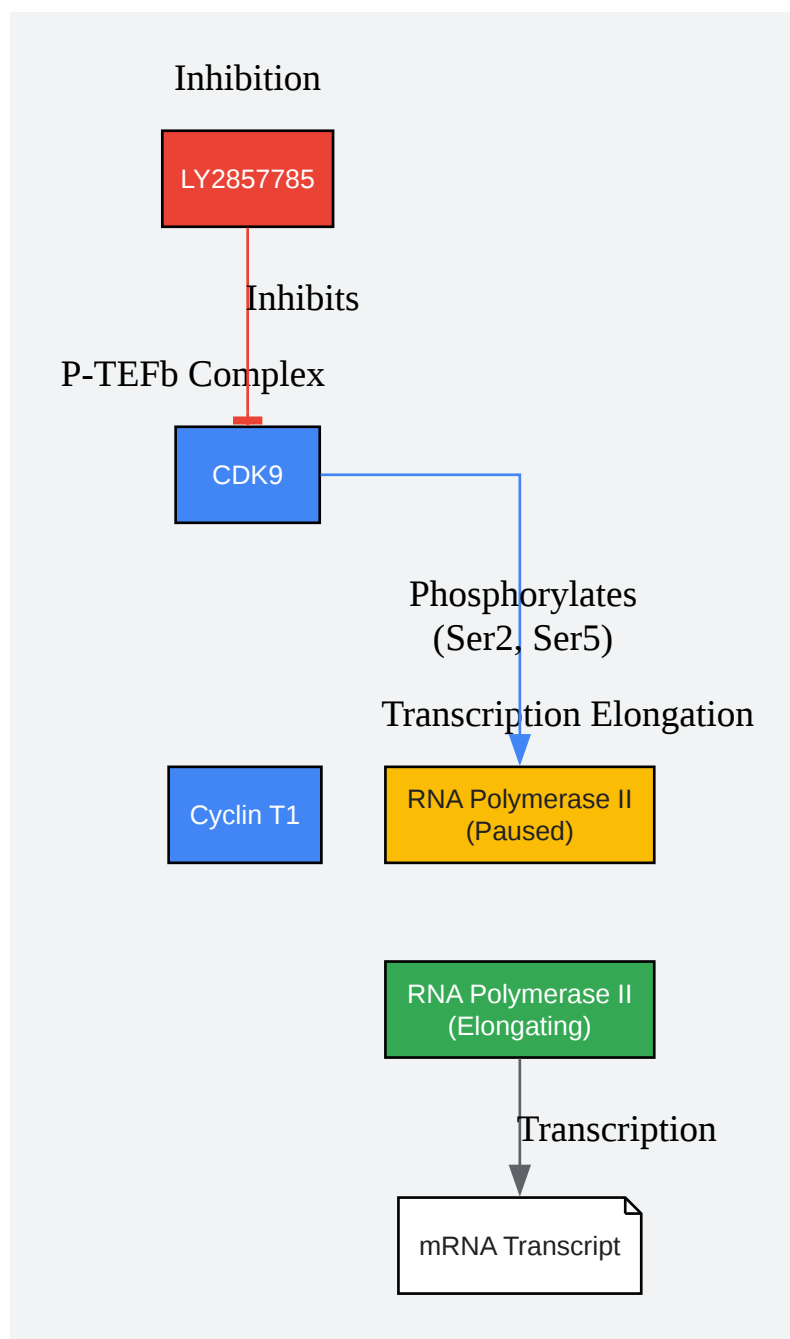 Inhibition
LY2857785
Inhibits
P-TEFb Complex
CDK9
Phosphorylates
(Ser2, Ser5)
Transcription Elongation
Cyclin T1
RNA Polymerase II
(Paused)
RNA Polymerase II
(Elongating)
Transcription
mRNA Transcript